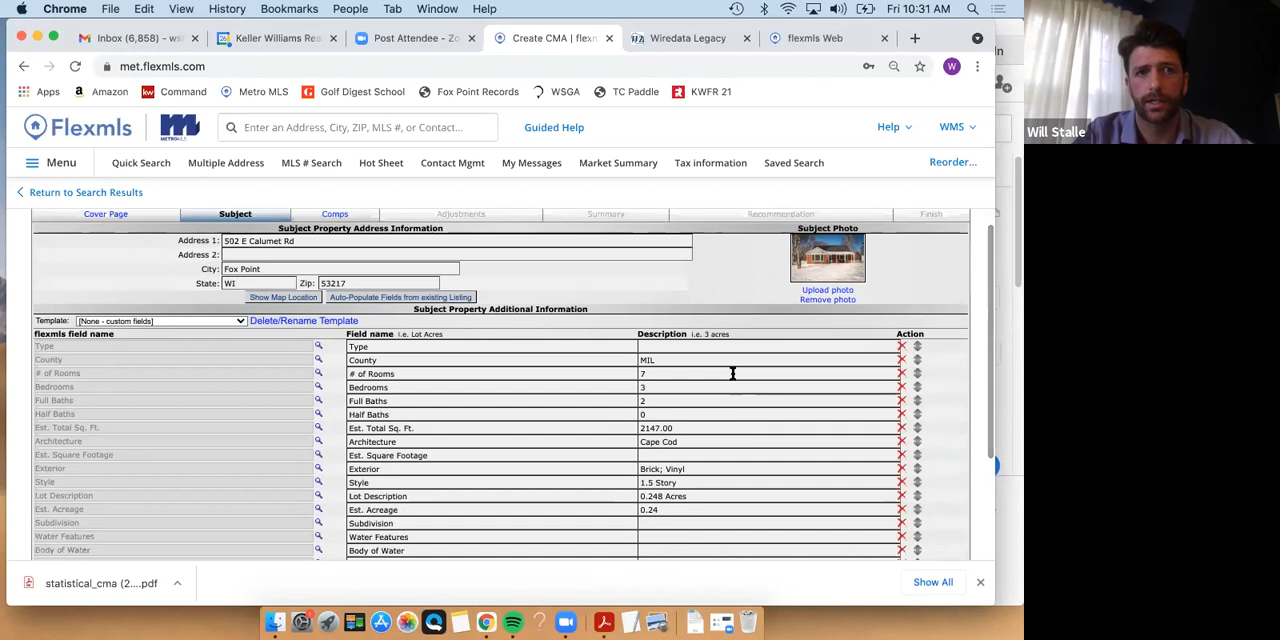 Chrome File Edit View History Bookmarks People Tab Window Help Fri 10:31 AM
Inbox (6,858) – ws
Keller Williams Rea
Post Attendee - Zo
Create CMA | flexn
Wiredata Legacy
flexmls Web
met.flexmls.com
W
Apps Amazon Command Metro MLS Golf Digest School Fox Point Records WSGA TC Paddle KWFR 21
kw
26
Flexmls
Enter an Address, City, ZIP, MLS #, or Contact...
Guided Help
Help
WMS
Menu Quick Search Multiple Address MLS # Search Hot Sheet Contact Mgmt My Messages Market Summary Tax information Saved Search Reorder...
Return to Search Results
Cover Page Subject Comps Adjustments Summary Recommendation Finish
Subject Property Address Information
Subject Photo
Address 1: 502 E Calumet Rd
Address 2:
City: Fox Point
State: WI Zip: 53217
Upload photo
Remove photo
Show Map Location Auto-Populate Fields from existing Listing
Subject Property Additional Information
Template: [None - custom fields] Delete/Rename Template
flexmls field name Field name i.e. Lot Acres Description i.e. 3 acres Action
Type Type
County County MIL
# of Rooms # of Rooms 7
Bedrooms Bedrooms 3
Full Baths Full Baths 2
Half Baths Half Baths 0
Est. Total Sq. Ft. Est. Total Sq. Ft. 2147.00
Architecture Architecture Cape Cod
Est. Square Footage Est. Square Footage
Exterior Exterior Brick; Vinyl
Style Style 1.5 Story
Lot Description Lot Description 0.248 Acres
Est. Acreage Est. Acreage 0.24
Subdivision Subdivision
Water Features Water Features
Body of Water Body of Water
statistical_cma (2....pdf
Show All
Will Stalle